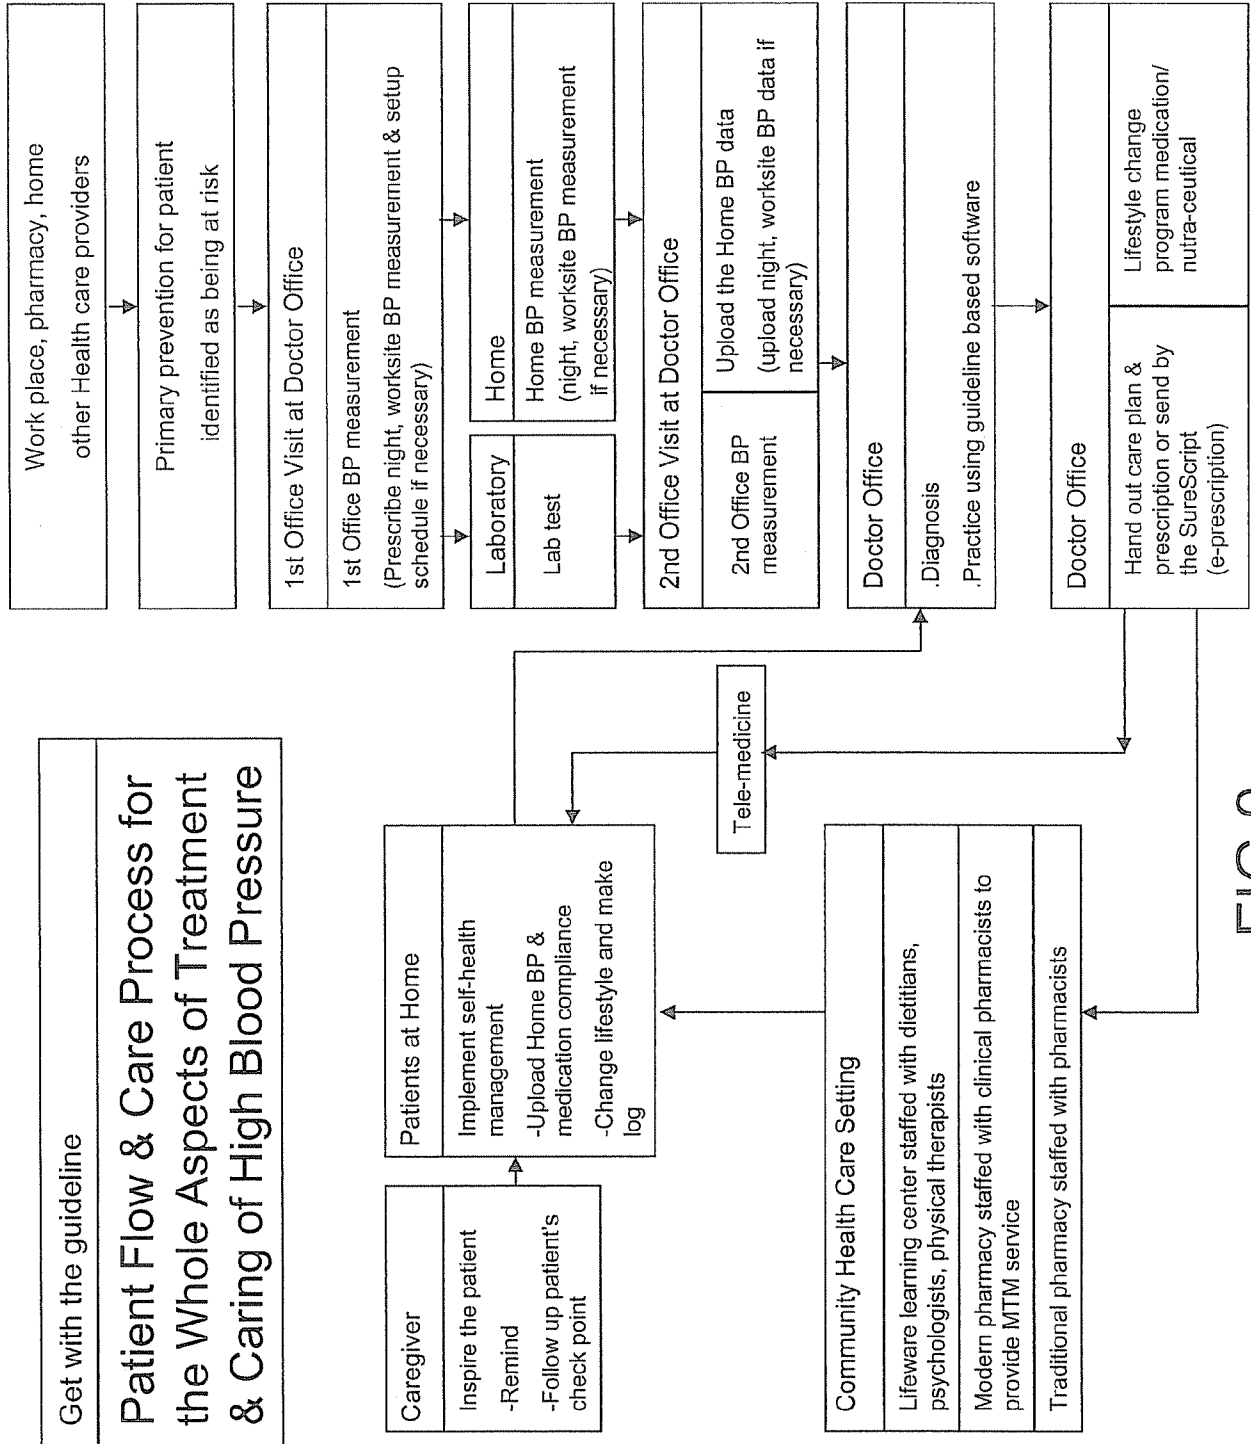 Get with the guideline
Patient Flow & Care Process for
the Whole Aspects of Treatment
& Caring of High Blood Pressure
Work place, pharmacy, home
other Health care providers
Primary prevention for patient
identified as being at risk
1st Office Visit at Doctor Office
1st Office BP measurement
(Prescribe night, worksite BP measurement & setup
schedule if necessary)
Laboratory
Lab test
Home
Home BP measurement
(night, worksite BP measurement
if necessary)
2nd Office Visit at Doctor Office
2nd Office BP
measurement
Upload the Home BP data
(upload night, worksite BP data if
necessary)
Doctor Office
.Diagnosis
.Practice using guideline based software
Doctor Office
Hand out care plan &
prescription or send by
the SureScript
(e-prescription)
Lifestyle change
program medication/
nutra-ceutical
Caregiver
Inspire the patient
-Remind
-Follow up patient's
check point
Patients at Home
Implement self-health
management
-Upload Home BP &
medication compliance
-Change lifestyle and make
log
Tele-medicine
Community Health Care Setting
Lifeware learning center staffed with dietitians,
psychologists, physical therapists
Modern pharmacy staffed with clinical pharmacists to
provide MTM service
Traditional pharmacy staffed with pharmacists